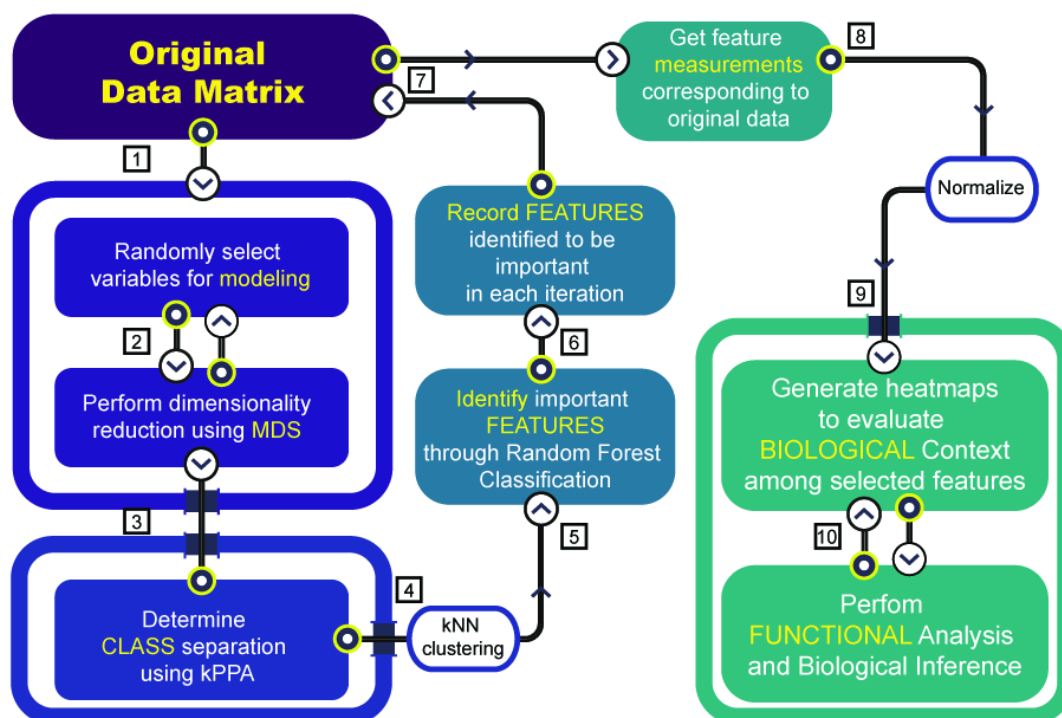 Original
Data Matrix
1
Randomly select
variables for modeling
2
Perform dimensionality
reduction using MDS
3
Determine
CLASS separation
using kPPA
4
kNN
clustering
5
Identify important
FEATURES
through Random Forest
Classification
6
Record FEATURES
identified to be
important
in each iteration
7
Get feature
measurements
corresponding to
original data
8
Normalize
9
Generate heatmaps
to evaluate
BIOLOGICAL Context
among selected features
10
Perfom
FUNCTIONAL Analysis
and Biological Inference